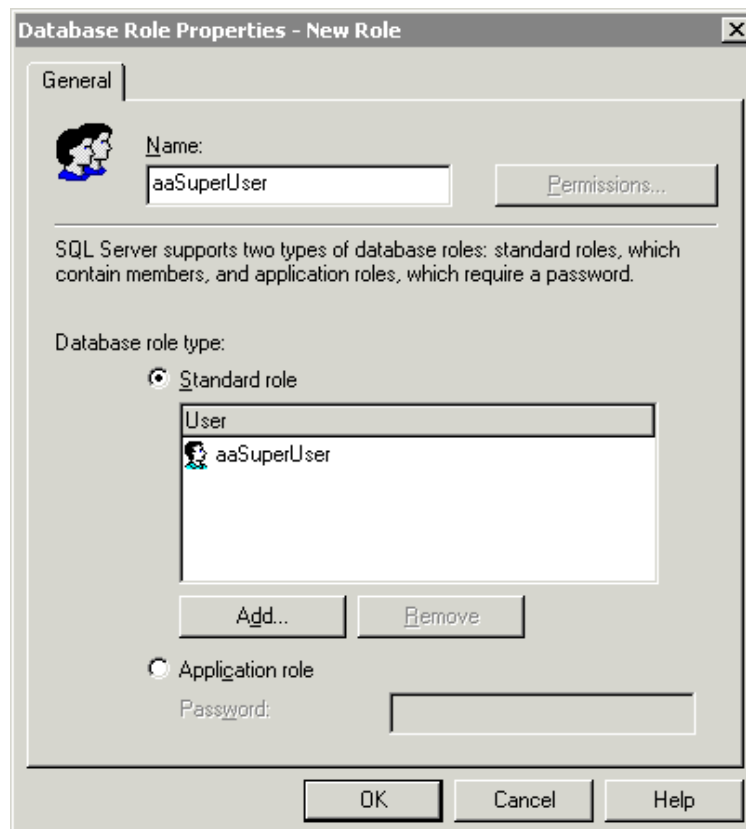 Database Role Properties - New Role
General
Name:
aaSuperUser
Permissions...
SQL Server supports two types of database roles: standard roles, which
contain members, and application roles, which require a password.
Database role type:
Standard role
User
aaSuperUser
Add...
Remove
Application role
Password:
OK
Cancel
Help